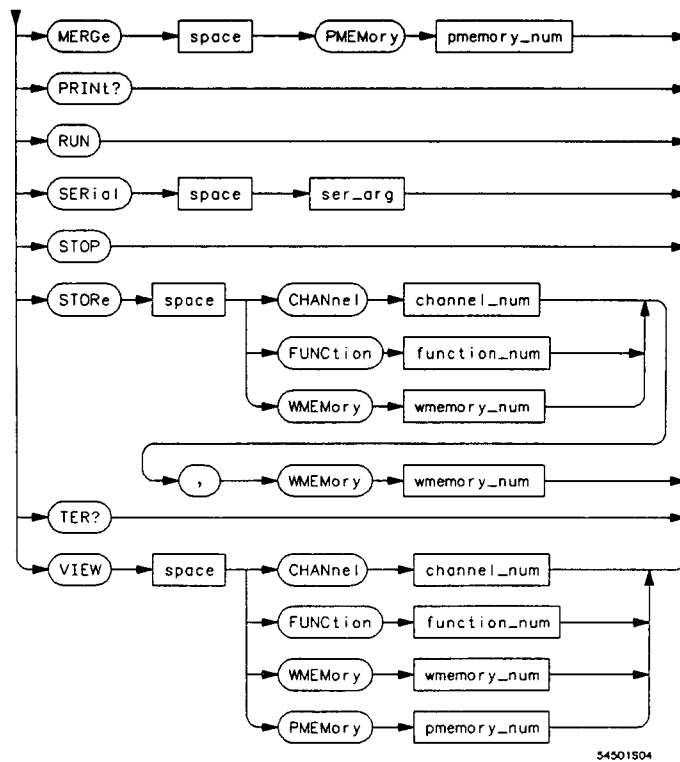 MERGe space PMEMory pmemory_num
PRINt?
RUN
SERial space ser_arg
STOP
STORe space CHANnel channel_num
FUNCtion function_num
WMEMory wmemory_num
, WMEMory wmemory_num
TER?
VIEW space CHANnel channel_num
FUNCtion function_num
WMEMory wmemory_num
PMEMory pmemory_num
54501S04